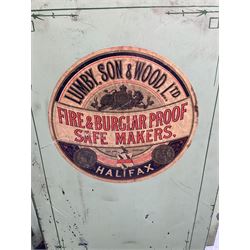 LUMBY, SON & WOOD, LTD
FIRE & BURGLAR PROOF
SAFE MAKERS.
HALIFAX